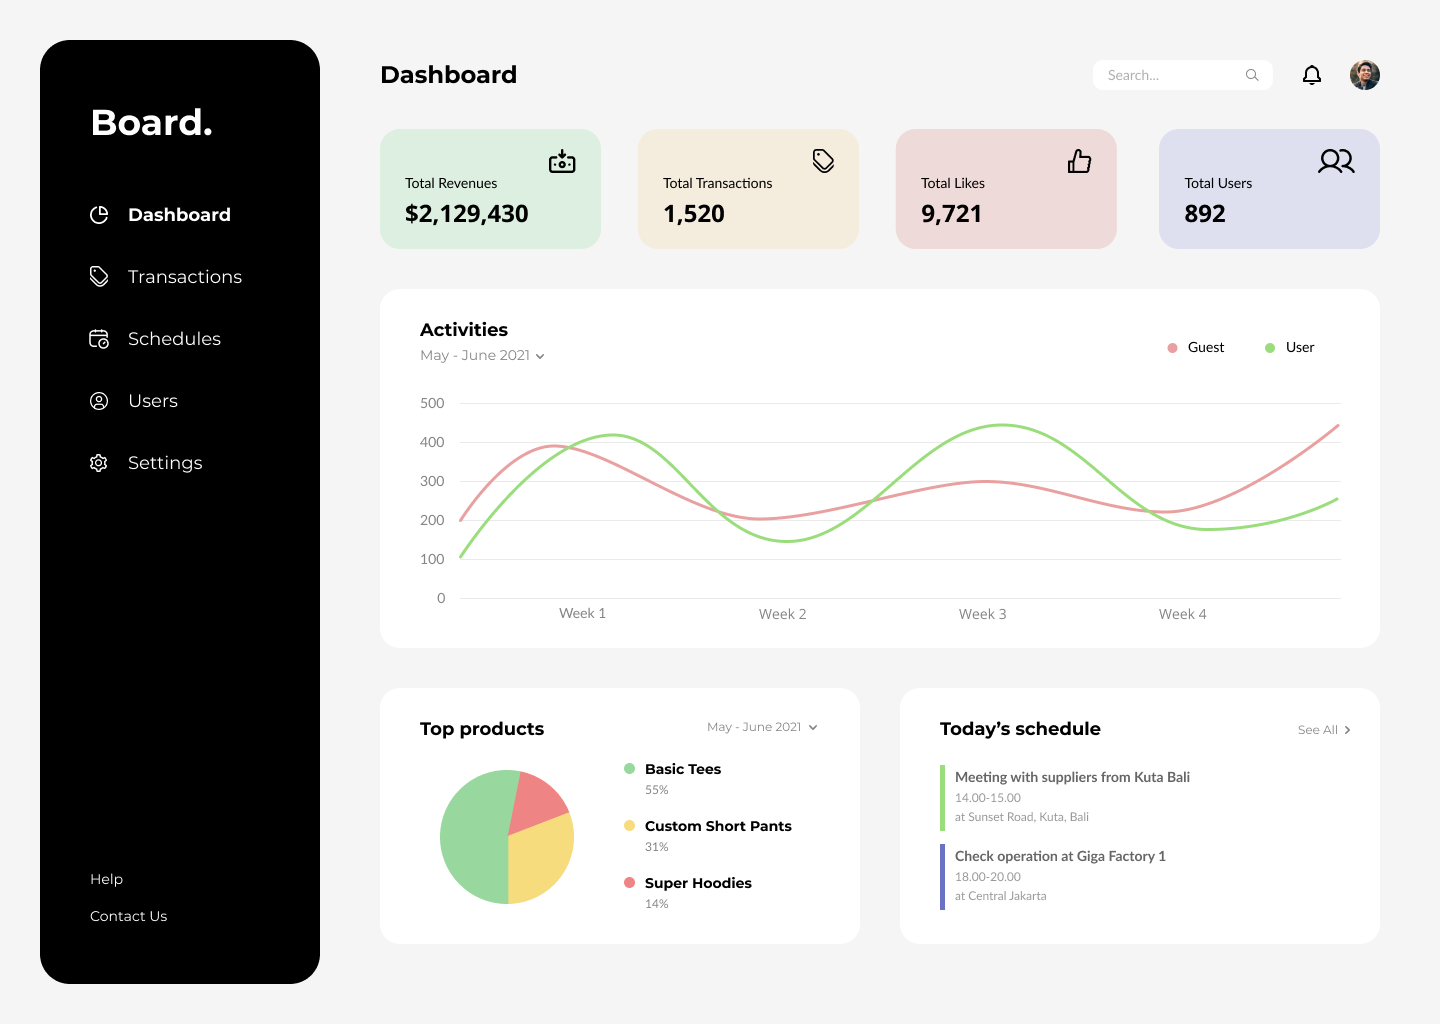 Board.
Dashboard
Transactions
Schedules
Users
Settings
Help
Contact Us
Dashboard
Search...
Total Revenues
$2,129,430
Total Transactions
1,520
Total Likes
9,721
Total Users
892
Activities
May - June 2021
Guest
User
500
400
300
200
100
0
Week 1
Week 2
Week 3
Week 4
Top products
May - June 2021
Basic Tees
55%
Custom Short Pants
31%
Super Hoodies
14%
Today’s schedule
See All
Meeting with suppliers from Kuta Bali
14.00-15.00
at Sunset Road, Kuta, Bali
Check operation at Giga Factory 1
18.00-20.00
at Central Jakarta